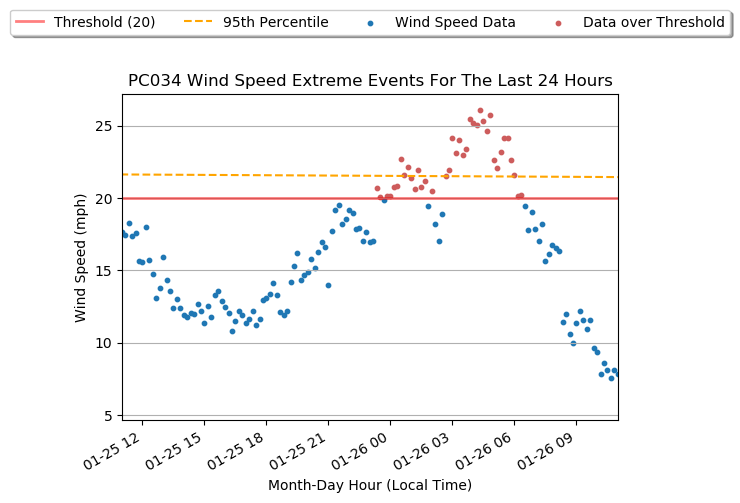 Threshold (20) 95th Percentile Wind Speed Data Data over Threshold
PC034 Wind Speed Extreme Events For The Last 24 Hours
25
20
15
10
5
Wind Speed (mph)
01-25 12 01-25 15 01-25 18 01-25 21 01-26 00 01-26 03 01-26 06 01-26 09
Month-Day Hour (Local Time)